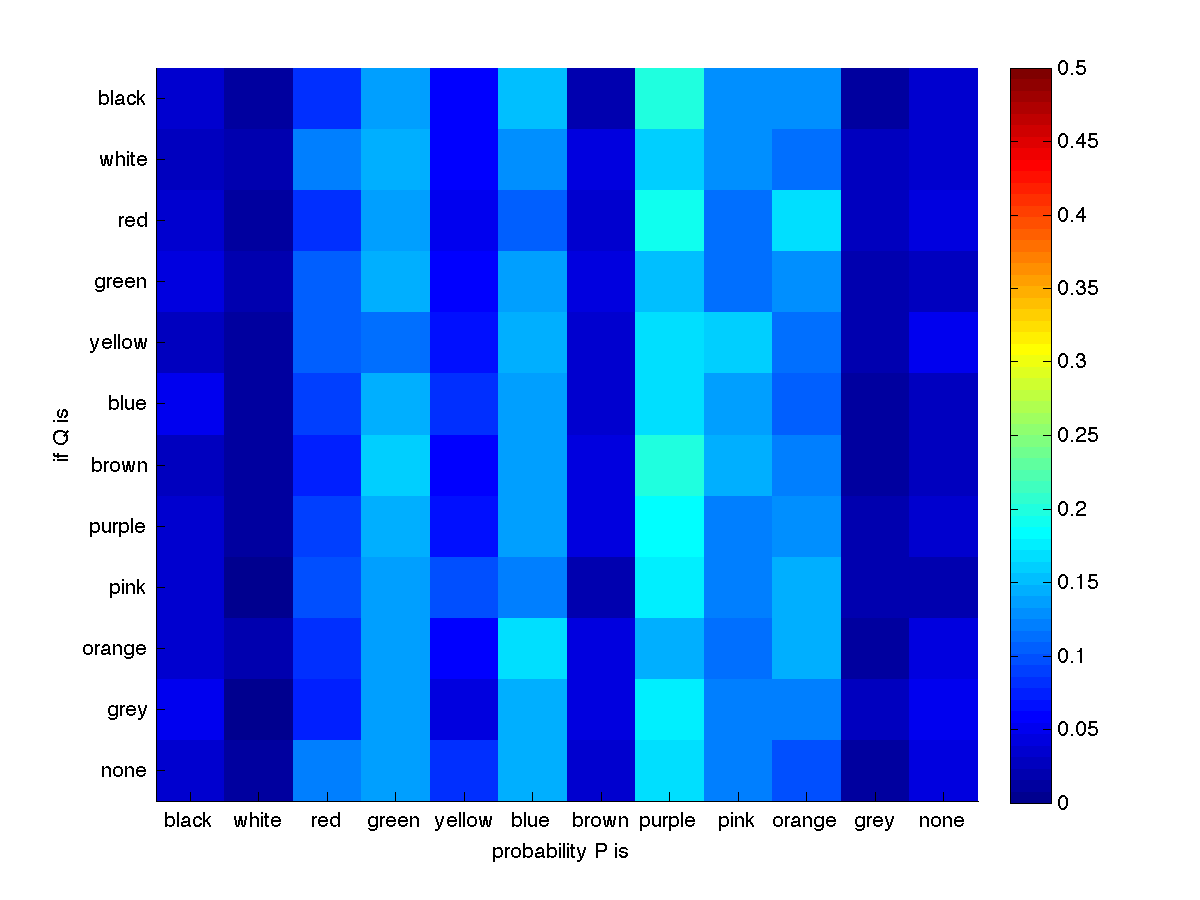 black
white
red
green
yellow
blue
brown
purple
pink
orange
grey
none
if Q is
black white red green yellow blue brown purple pink orange grey none
probability P is
0.5
0.45
0.4
0.35
0.3
0.25
0.2
0.15
0.1
0.05
0